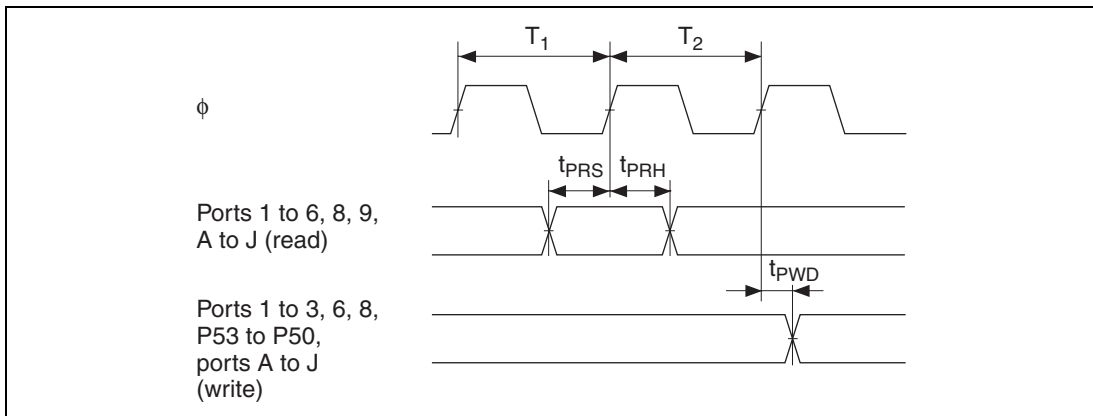 T1 T2
φ
tPRS tPRH
Ports 1 to 6, 8, 9,
A to J (read)
tPWD
Ports 1 to 3, 6, 8,
P53 to P50,
ports A to J
(write)